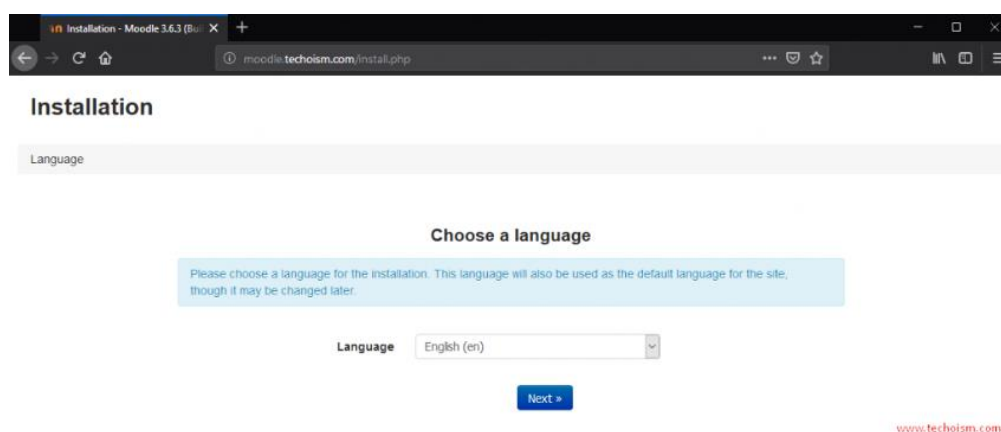 Installation - Moodle 3.6.3 (Bui
moodle.techoism.com/install.php
Installation
Language
Choose a language
Please choose a language for the installation. This language will also be used as the default language for the site,
though it may be changed later.
Language English (en)
Next »
www.techoism.com